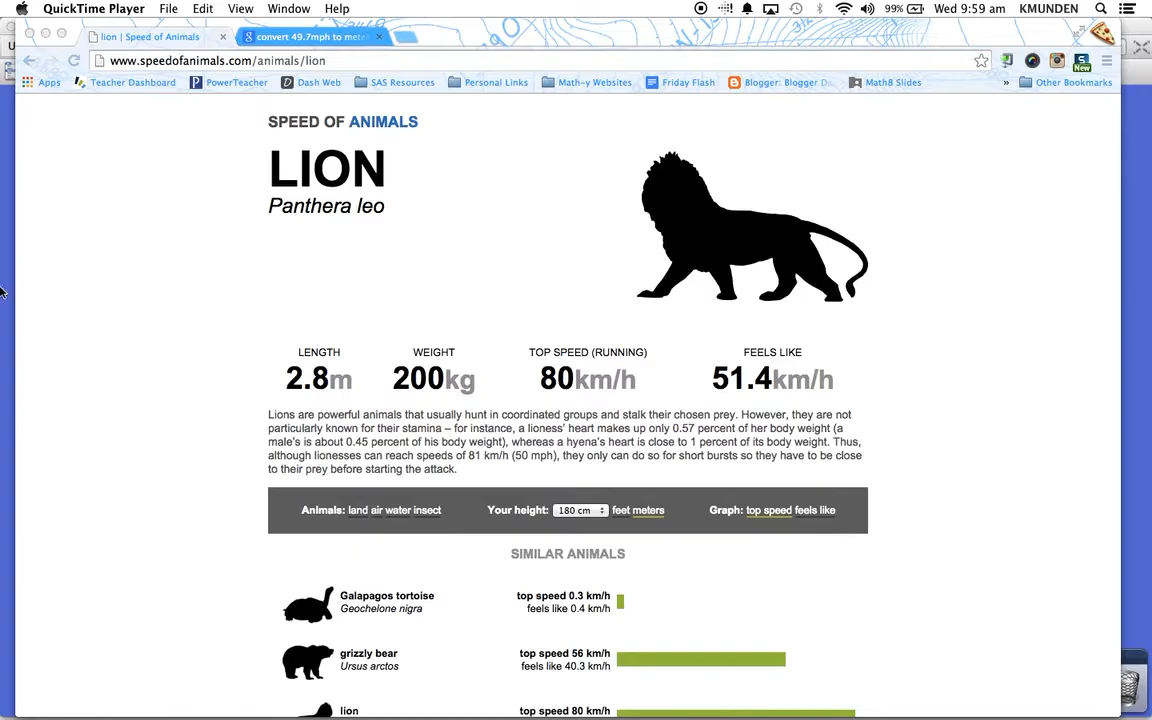 QuickTime Player File Edit View Window Help 99% Wed 9:59 am KMUNDEN
lion | Speed of Animals convert 49.7mph to mete
www.speedofanimals.com/animals/lion
Apps Teacher Dashboard PowerTeacher Dash Web SAS Resources Personal Links Math-y Websites Friday Flash Blogger: Blogger Da Math8 Slides » Other Bookmarks
New
SPEED OF ANIMALS
LION
Panthera leo
LENGTH WEIGHT TOP SPEED (RUNNING) FEELS LIKE
2.8m 200kg 80km/h 51.4km/h
Lions are powerful animals that usually hunt in coordinated groups and stalk their chosen prey. However, they are not
particularly known for their stamina – for instance, a lioness' heart makes up only 0.57 percent of her body weight (a
male's is about 0.45 percent of his body weight), whereas a hyena's heart is close to 1 percent of its body weight. Thus,
although lionesses can reach speeds of 81 km/h (50 mph), they only can do so for short bursts so they have to be close
to their prey before starting the attack.
Animals: land air water insect Your height: 180 cm feet meters Graph: top speed feels like
SIMILAR ANIMALS
Galapagos tortoise top speed 0.3 km/h
Geochelone nigra feels like 0.4 km/h
grizzly bear top speed 56 km/h
Ursus arctos feels like 40.3 km/h
lion top speed 80 km/h